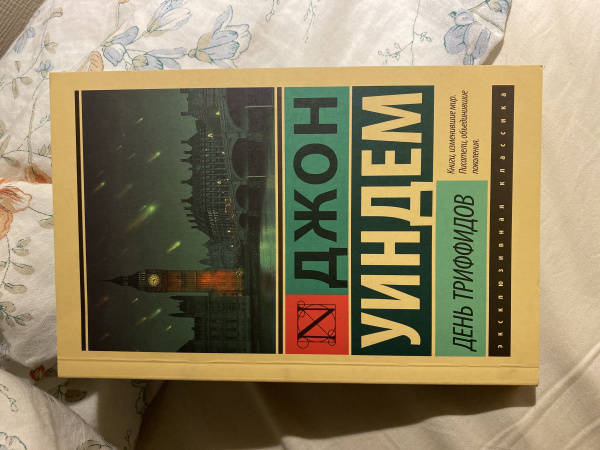 Книги, изменившие мир.
Писатели, объединившие
поколения.
ДЖОН
УИНДЕМ
ДЕНЬ ТРИФФИДОВ
эксклюзивная классика